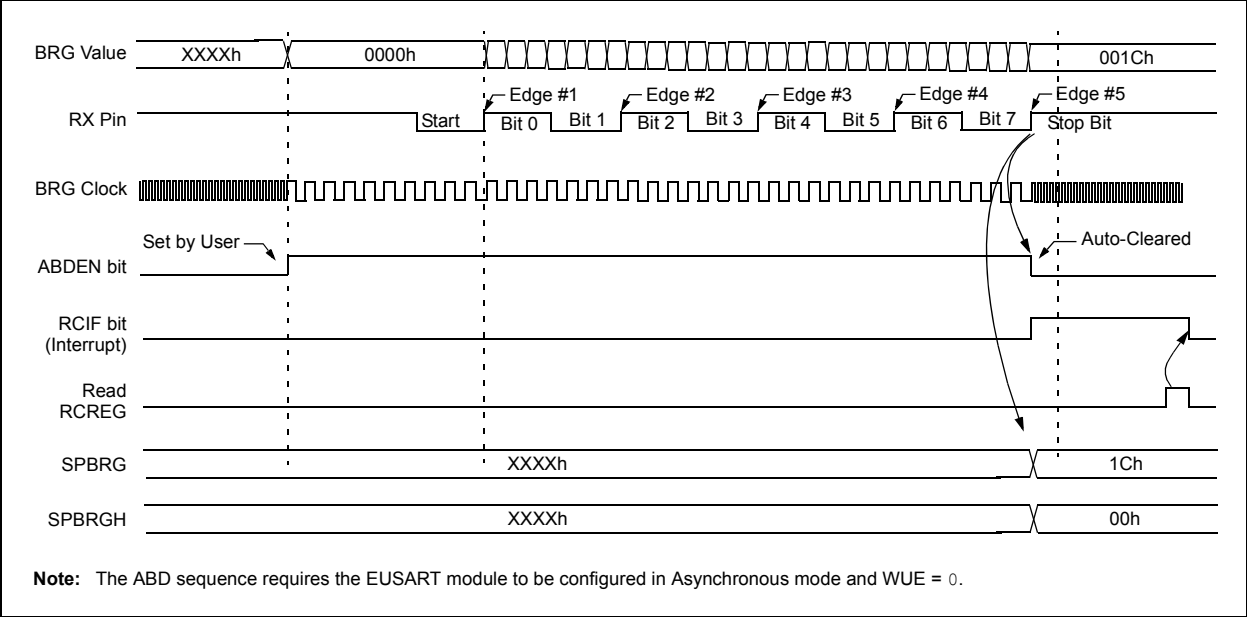 BRG Value XXXXh 0000h 001Ch
Edge #1 Edge #2 Edge #3 Edge #4 Edge #5
RX Pin Start Bit 0 Bit 1 Bit 2 Bit 3 Bit 4 Bit 5 Bit 6 Bit 7 Stop Bit
BRG Clock
Set by User Auto-Cleared
ABDEN bit
RCIF bit
(Interrupt)
Read
RCREG
SPBRG XXXXh 1Ch
SPBRGH XXXXh 00h
Note: The ABD sequence requires the EUSART module to be configured in Asynchronous mode and WUE = 0.